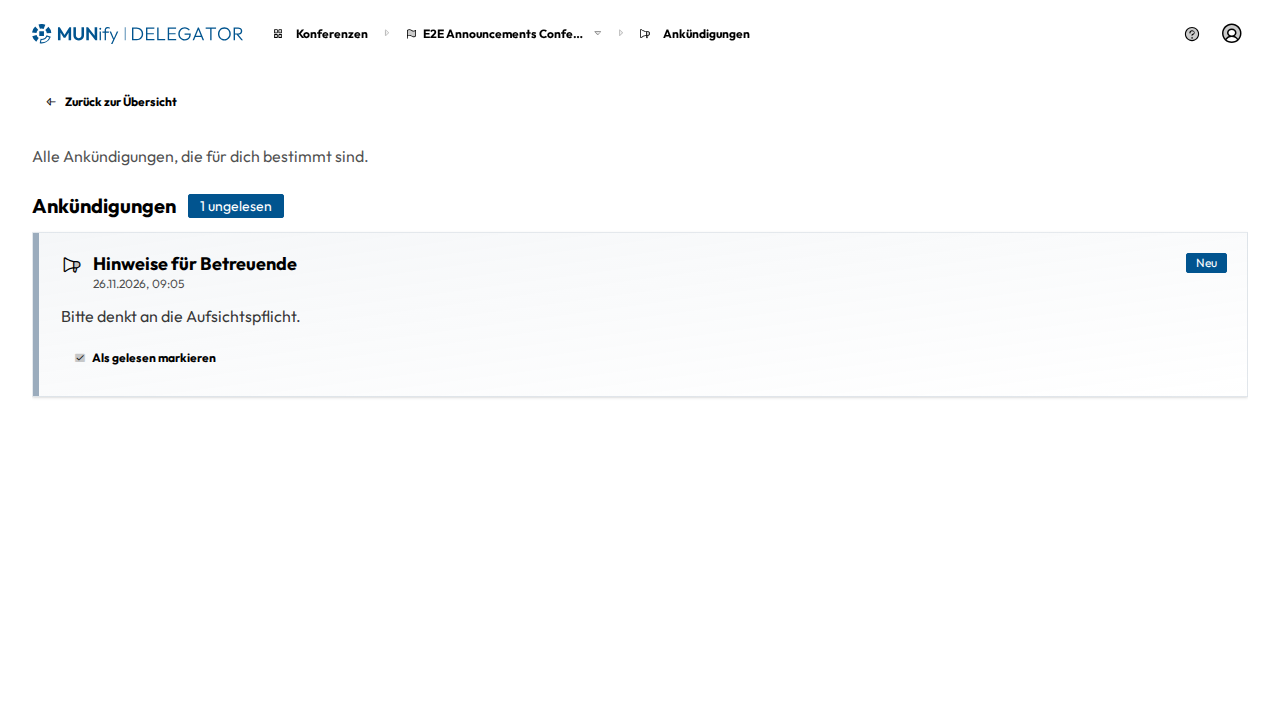 MUNify | DELEGATOR
Konferenzen
E2E Announcements Confe...
Ankündigungen
Zurück zur Übersicht
Alle Ankündigungen, die für dich bestimmt sind.
Ankündigungen
1 ungelesen
Hinweise für Betreuende
Neu
26.11.2026, 09:05
Bitte denkt an die Aufsichtspflicht.
Als gelesen markieren